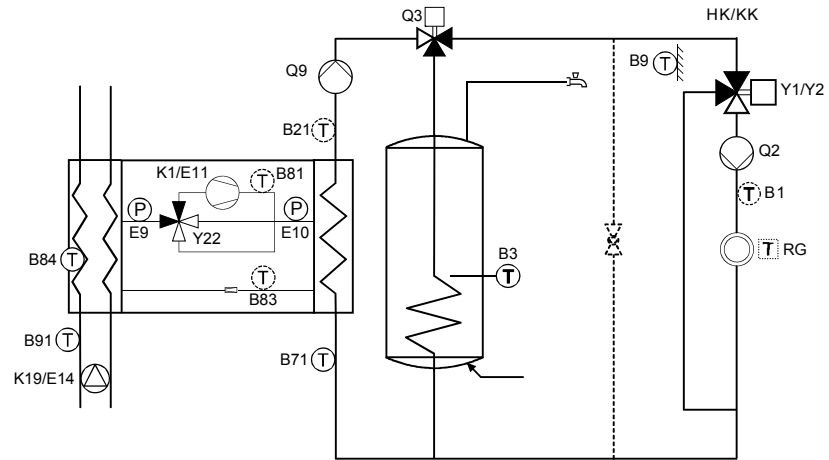 Q3
HK/KK
Q9
B9 T
Y1/Y2
B21 T
Q2
K1/E11
T B81
T B1
P
P
E9
Y22
E10
B84 T
T
B83
B3
T
T RG
B91 T
B71 T
K19/E14